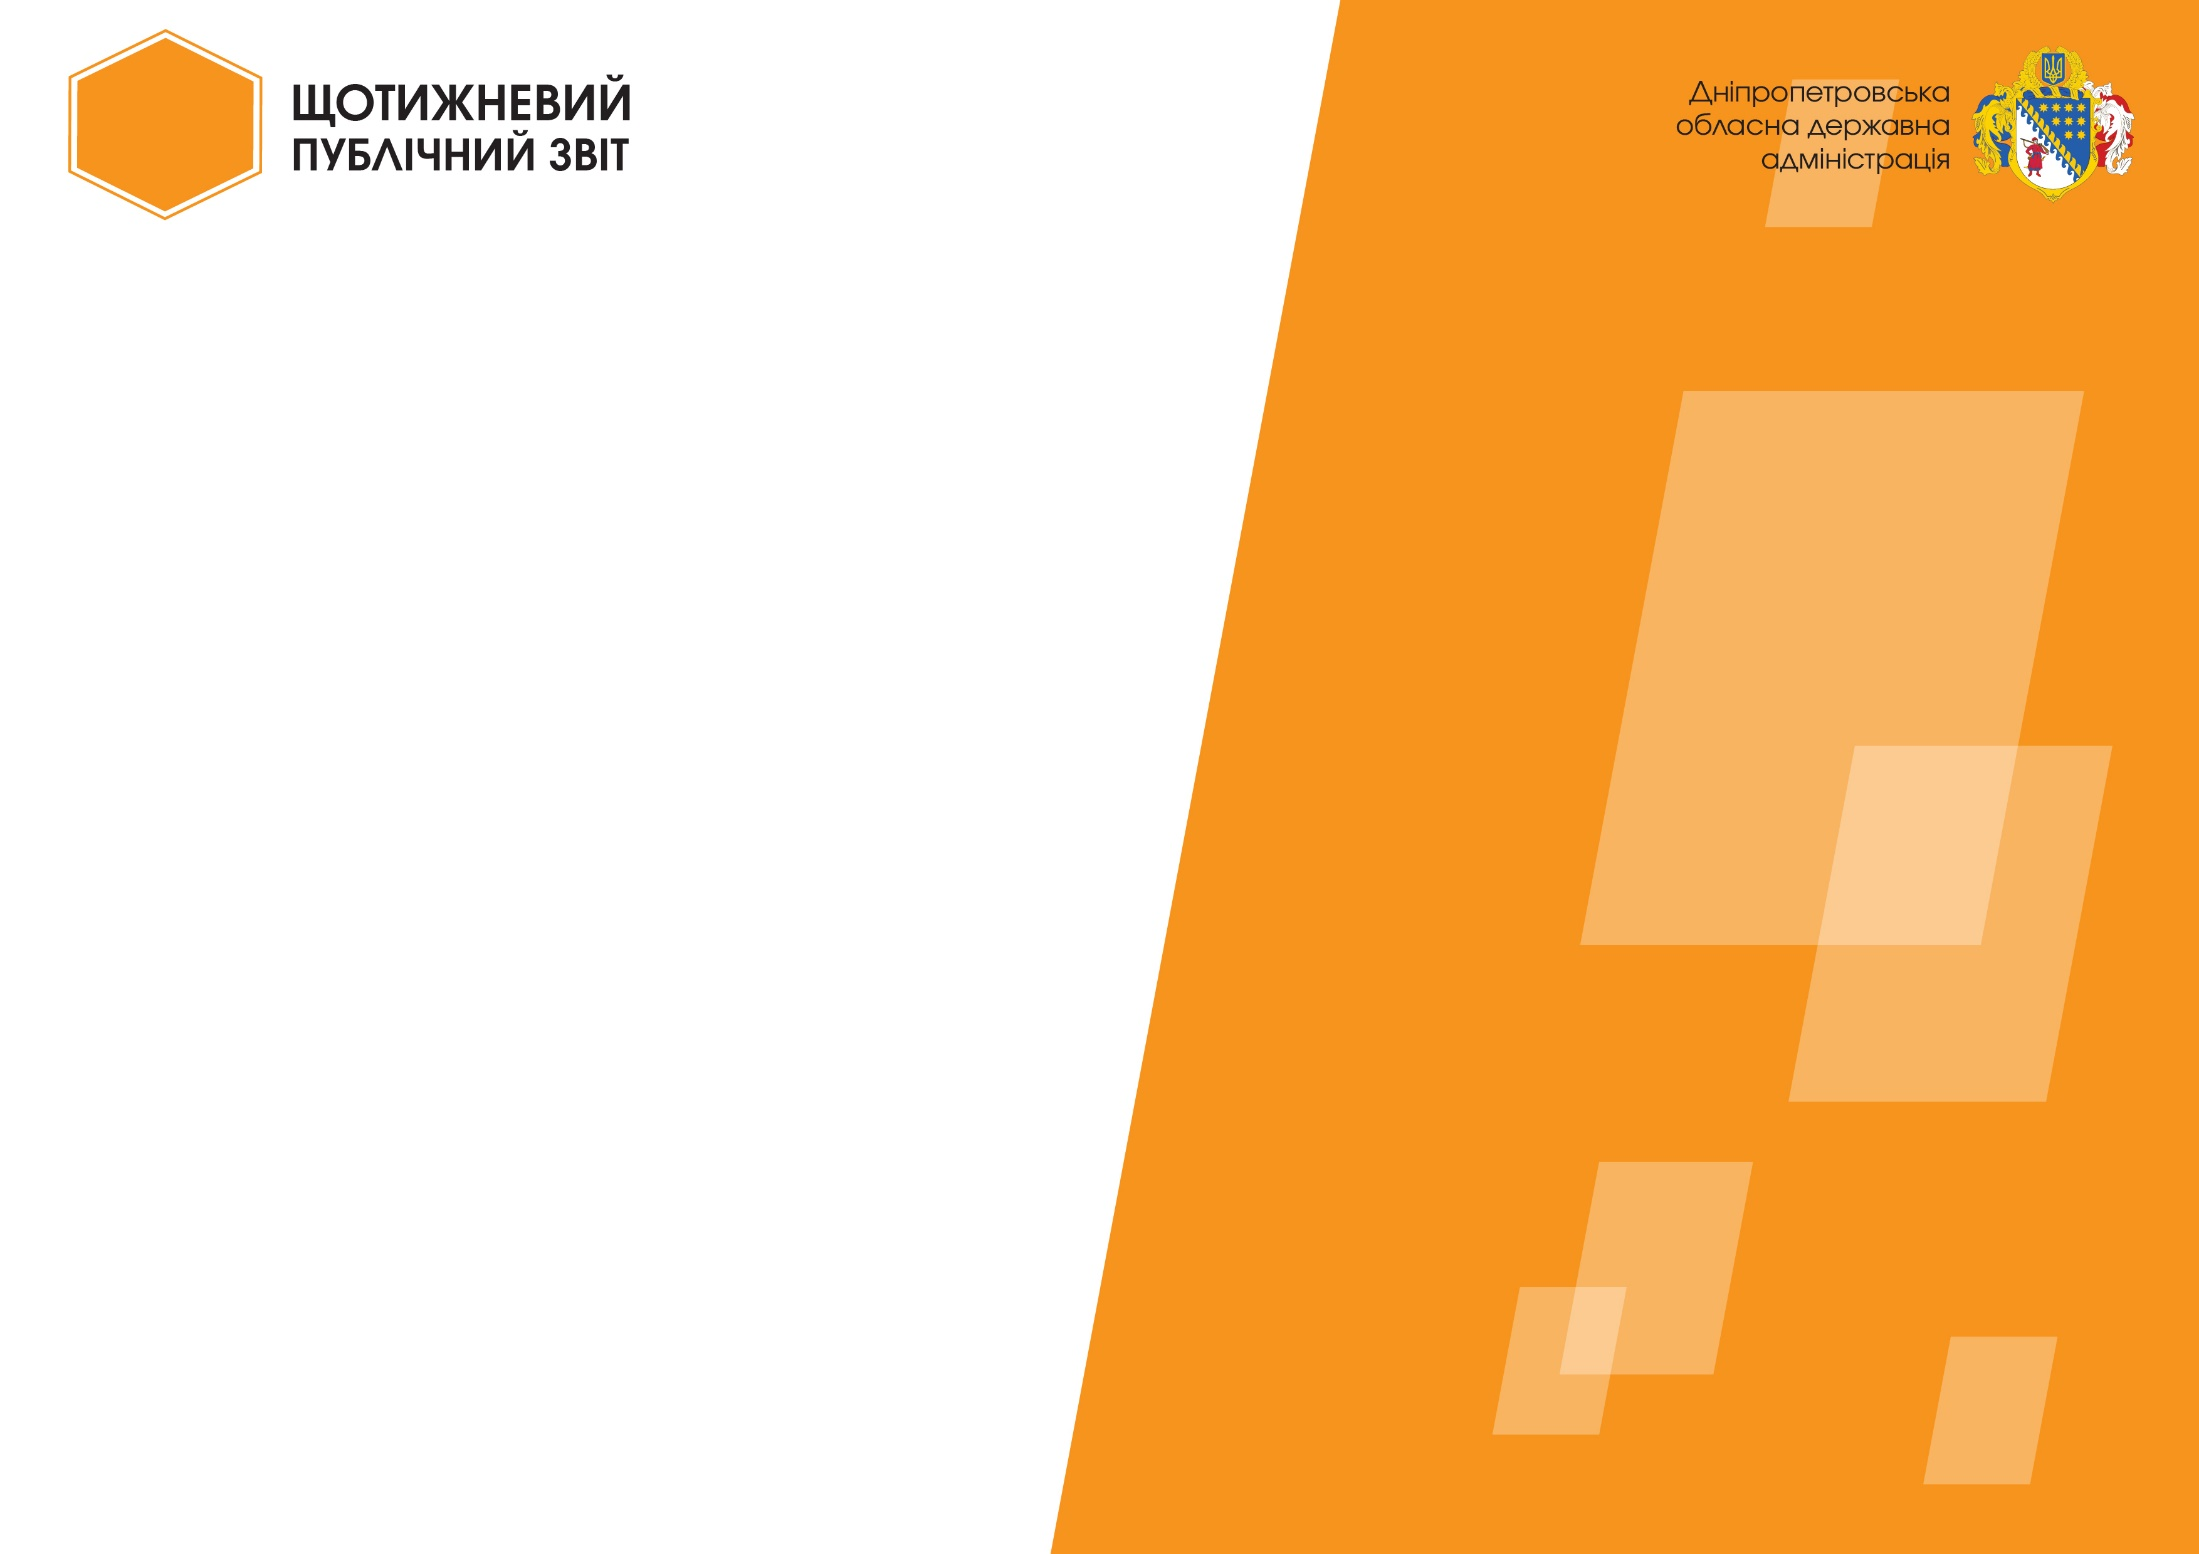 ЩОТИЖНЕВИЙ
ПУБЛІЧНИЙ ЗВІТ
Дніпропетровська
обласна державна
адміністрація